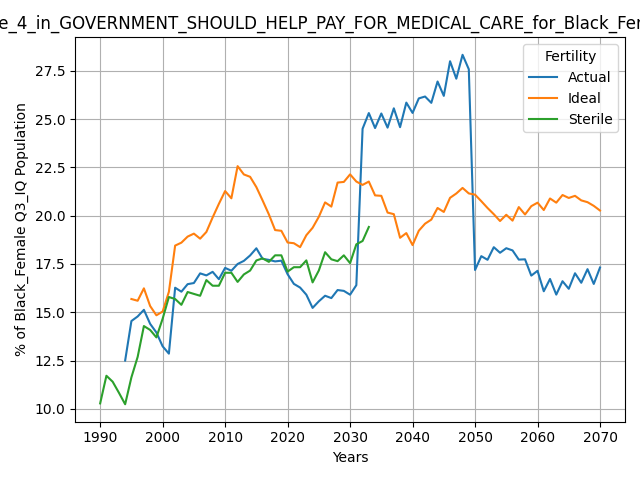 e_4_in_GOVERNMENT_SHOULD_HELP_PAY_FOR_MEDICAL_CARE_for_Black_Fem
Fertility
Actual
Ideal
Sterile
% of Black_Female Q3_IQ Population
27.5
25.0
22.5
20.0
17.5
15.0
12.5
10.0
1990 2000 2010 2020 2030 2040 2050 2060 2070
Years